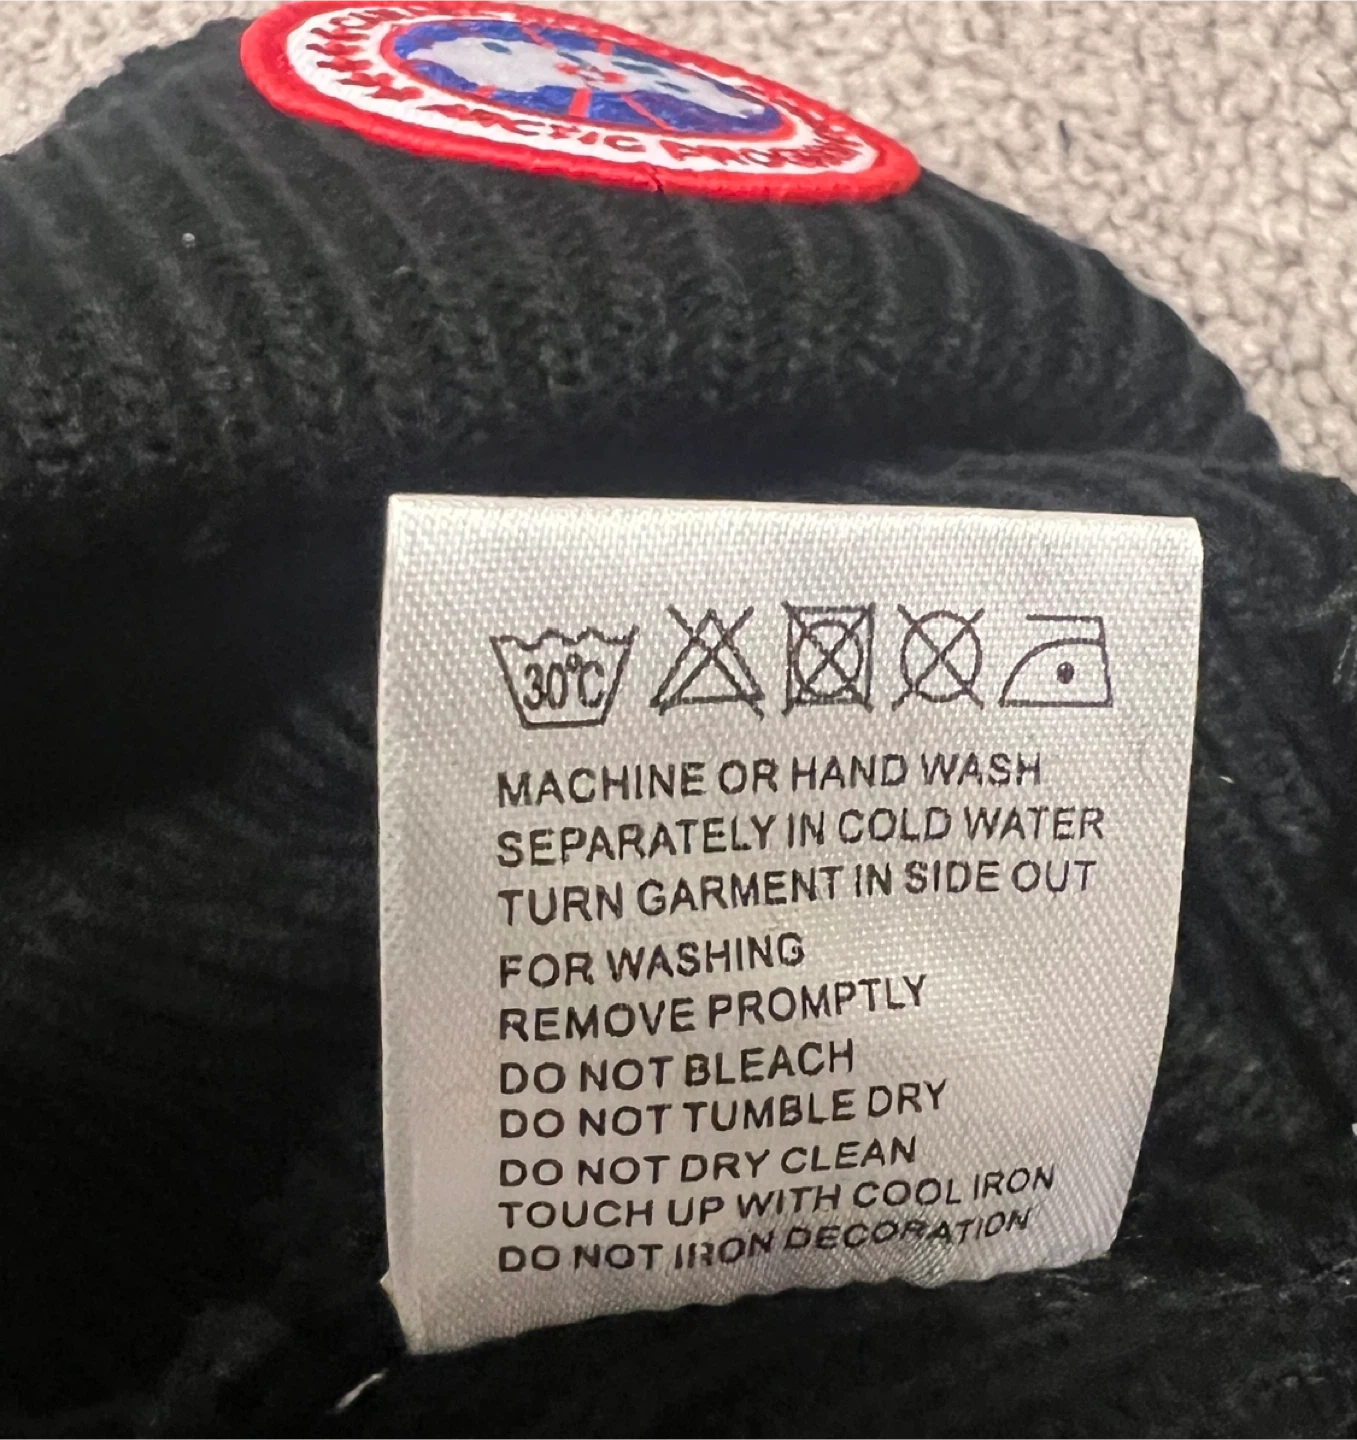 ARCTIC PROGRAM
30°C
MACHINE OR HAND WASH
SEPARATELY IN COLD WATER
TURN GARMENT IN SIDE OUT
FOR WASHING
REMOVE PROMPTLY
DO NOT BLEACH
DO NOT TUMBLE DRY
DO NOT DRY CLEAN
TOUCH UP WITH COOL IRON
DO NOT IRON DECORATION